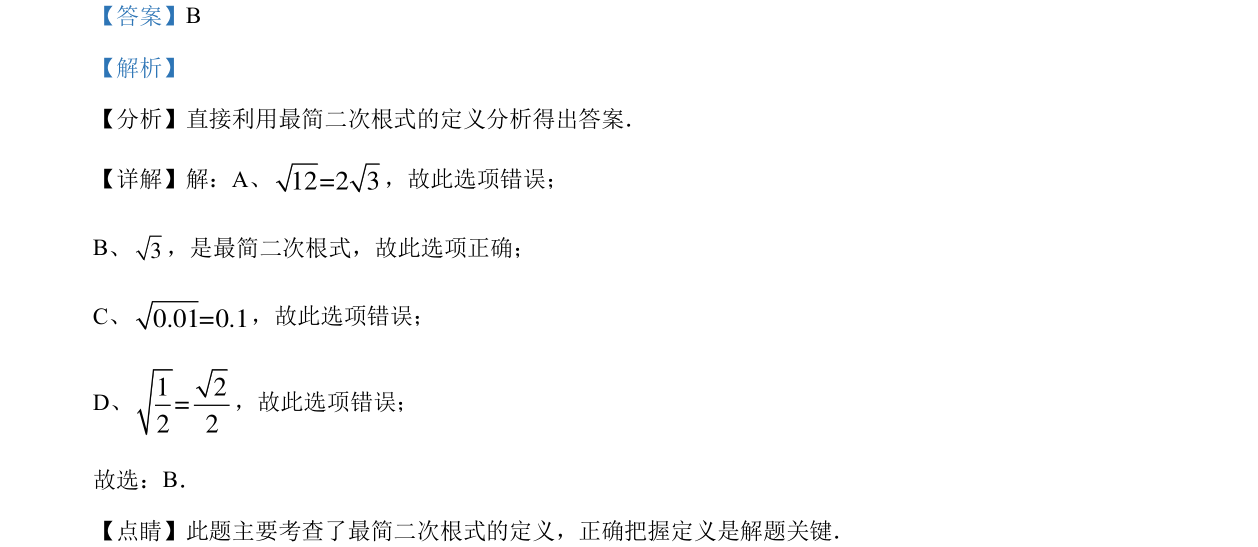 【答案】B
【解析】
【分析】直接利用最简二次根式的定义分析得出答案．
【详解】解：A、√12=2√3，故此选项错误；
B、√3，是最简二次根式，故此选项正确；
C、√0.01=0.1，故此选项错误；
D、√(1/2)=√2/2，故此选项错误；
故选：B．
【点睛】此题主要考查了最简二次根式的定义，正确把握定义是解题关键．